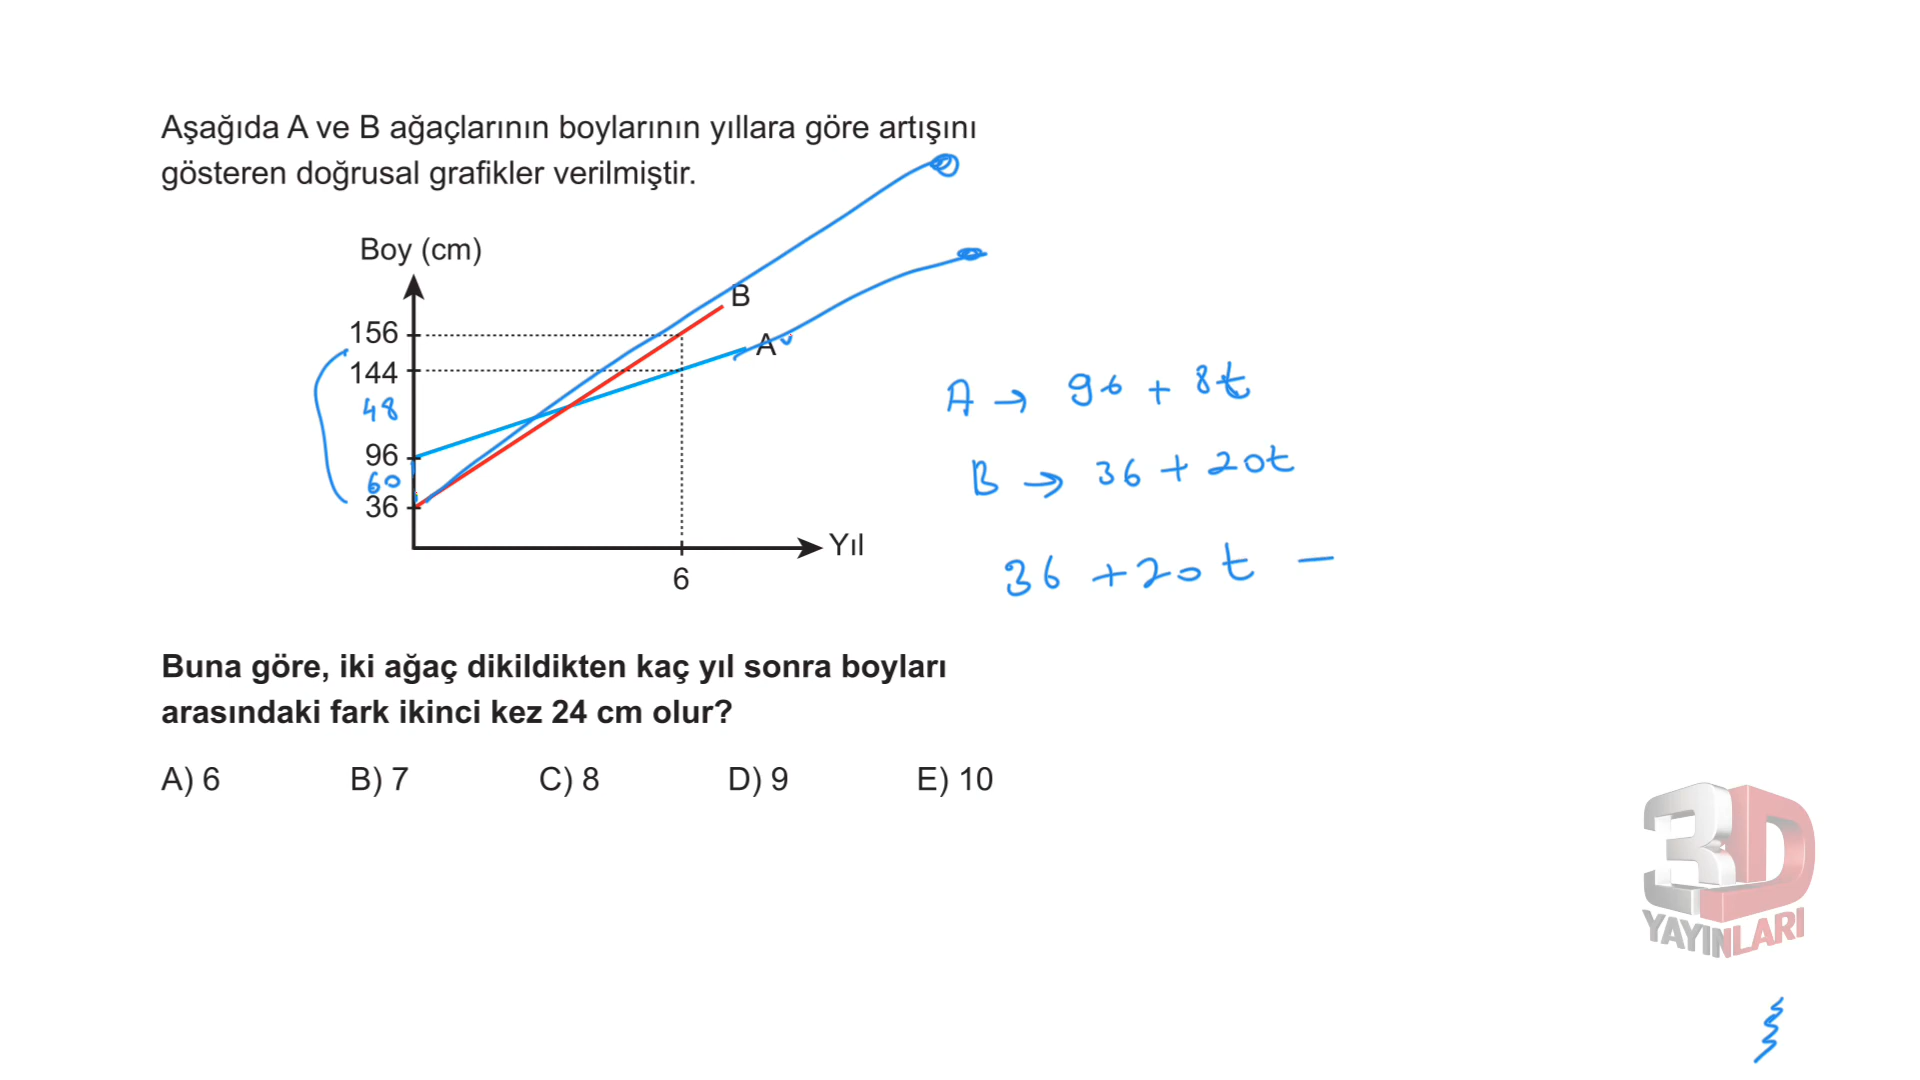 Aşağıda A ve B ağaçlarının boylarının yıllara göre artışını
gösteren doğrusal grafikler verilmiştir.
Boy (cm)
B
156
A
144
48
96
60
36
Yıl
6
A → 96 + 8t
B → 36 + 20t
36 + 20t −
Buna göre, iki ağaç dikildikten kaç yıl sonra boyları
arasındaki fark ikinci kez 24 cm olur?
A) 6 B) 7 C) 8 D) 9 E) 10
3D
YAYINLARI